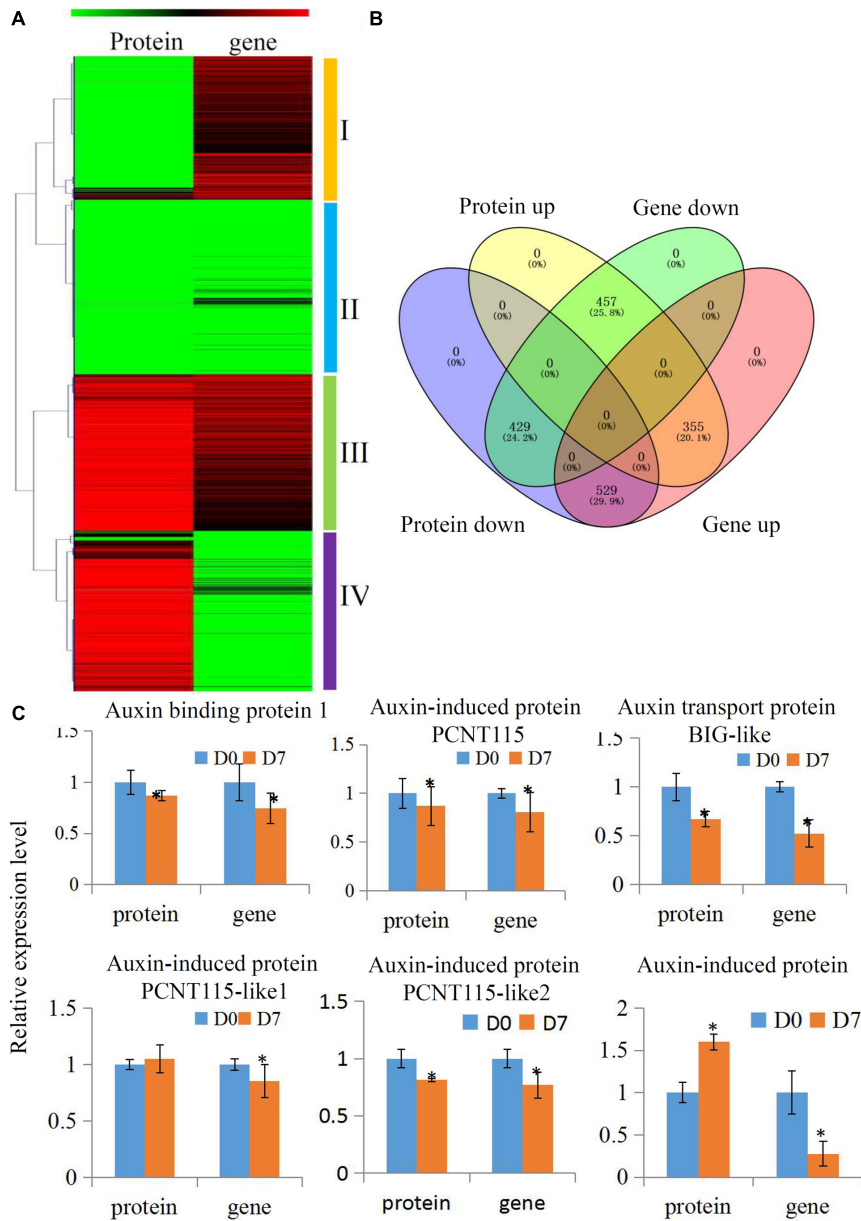 A
Protein gene
I
II
III
IV
B
Protein up
Gene down
0
(0%)
0
(0%)
0
(0%)
457
(25.8%)
0
(0%)
0
(0%)
0
(0%)
0
(0%)
0
(0%)
429
(24.2%)
0
(0%)
355
(20.1%)
0
(0%)
0
(0%)
529
(29.9%)
Protein down
Gene up
C
Relative expression level
Auxin binding protein 1
1.5
1
0.5
0
D0 D7
* *
protein gene
Auxin-induced protein
PCNT115
1.5
1
0.5
0
D0 D7
* *
protein gene
Auxin transport protein
BIG-like
1.5
1
0.5
0
D0 D7
* *
protein gene
Auxin-induced protein
PCNT115-like1
1.5
1
0.5
0
D0 D7
*
protein gene
Auxin-induced protein
PCNT115-like2
1.5
1
0.5
0
D0 D7
* *
protein gene
Auxin-induced protein
2
1.5
1
0.5
0
D0 D7
* *
protein gene